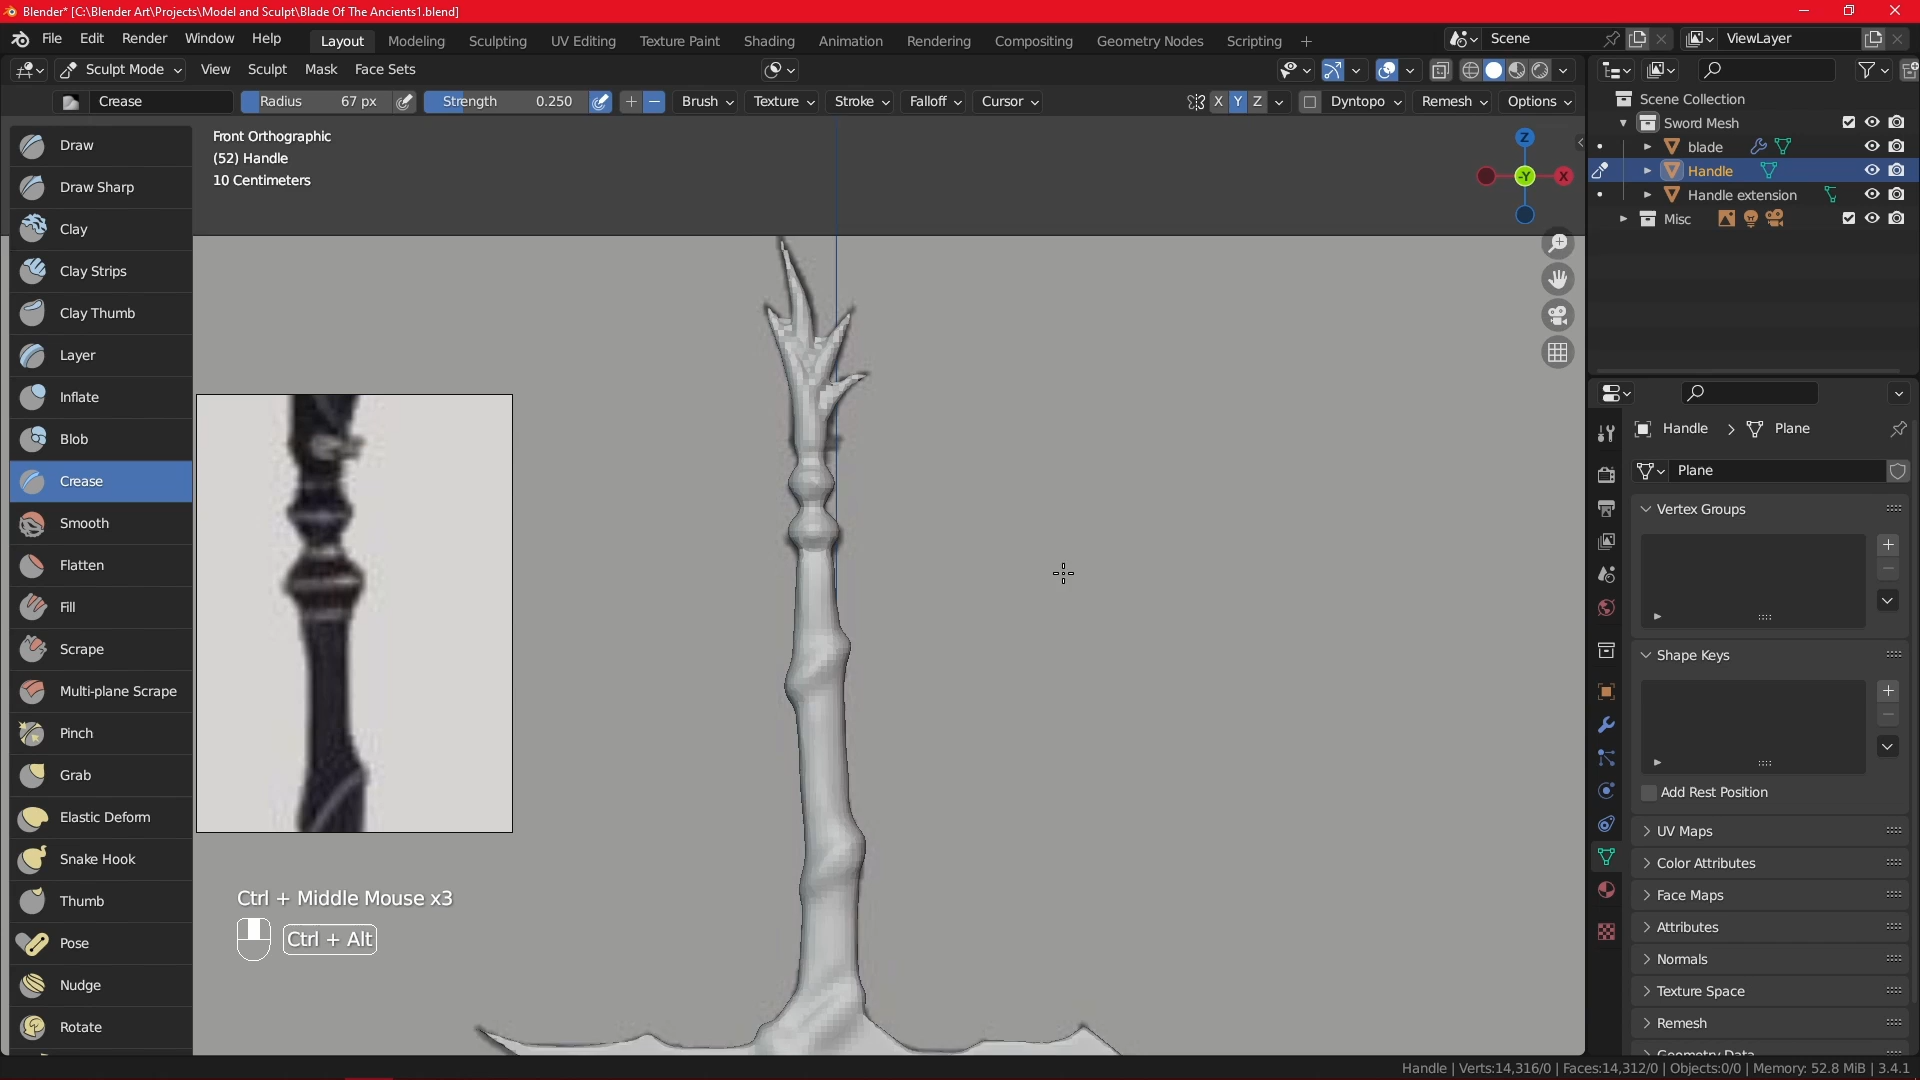 Blender* [C:\Blender Art\Projects\Model and Sculpt\Blade Of The Ancients1.blend]
File Edit Render Window Help Layout Modeling Sculpting UV Editing Texture Paint Shading Animation Rendering Compositing Geometry Nodes Scripting + Scene ViewLayer
Sculpt Mode View Sculpt Mask Face Sets
Crease Radius 67 px Strength 0.250 Brush Texture Stroke Falloff Cursor X Y Z Dyntopo Remesh Options
Draw
Draw Sharp
Clay
Clay Strips
Clay Thumb
Layer
Inflate
Blob
Crease
Smooth
Flatten
Fill
Scrape
Multi-plane Scrape
Pinch
Grab
Elastic Deform
Snake Hook
Thumb
Pose
Nudge
Rotate
Front Orthographic
(52) Handle
10 Centimeters
Z
-Y
X
Ctrl + Middle Mouse x3
Ctrl + Alt
Scene Collection
Sword Mesh
blade
Handle
Handle extension
Misc
Handle > Plane
Plane
Vertex Groups
Shape Keys
Add Rest Position
UV Maps
Color Attributes
Face Maps
Attributes
Normals
Texture Space
Remesh
Geometry Data
Handle | Verts:14,316/0 | Faces:14,312/0 | Objects:0/0 | Memory: 52.8 MiB | 3.4.1